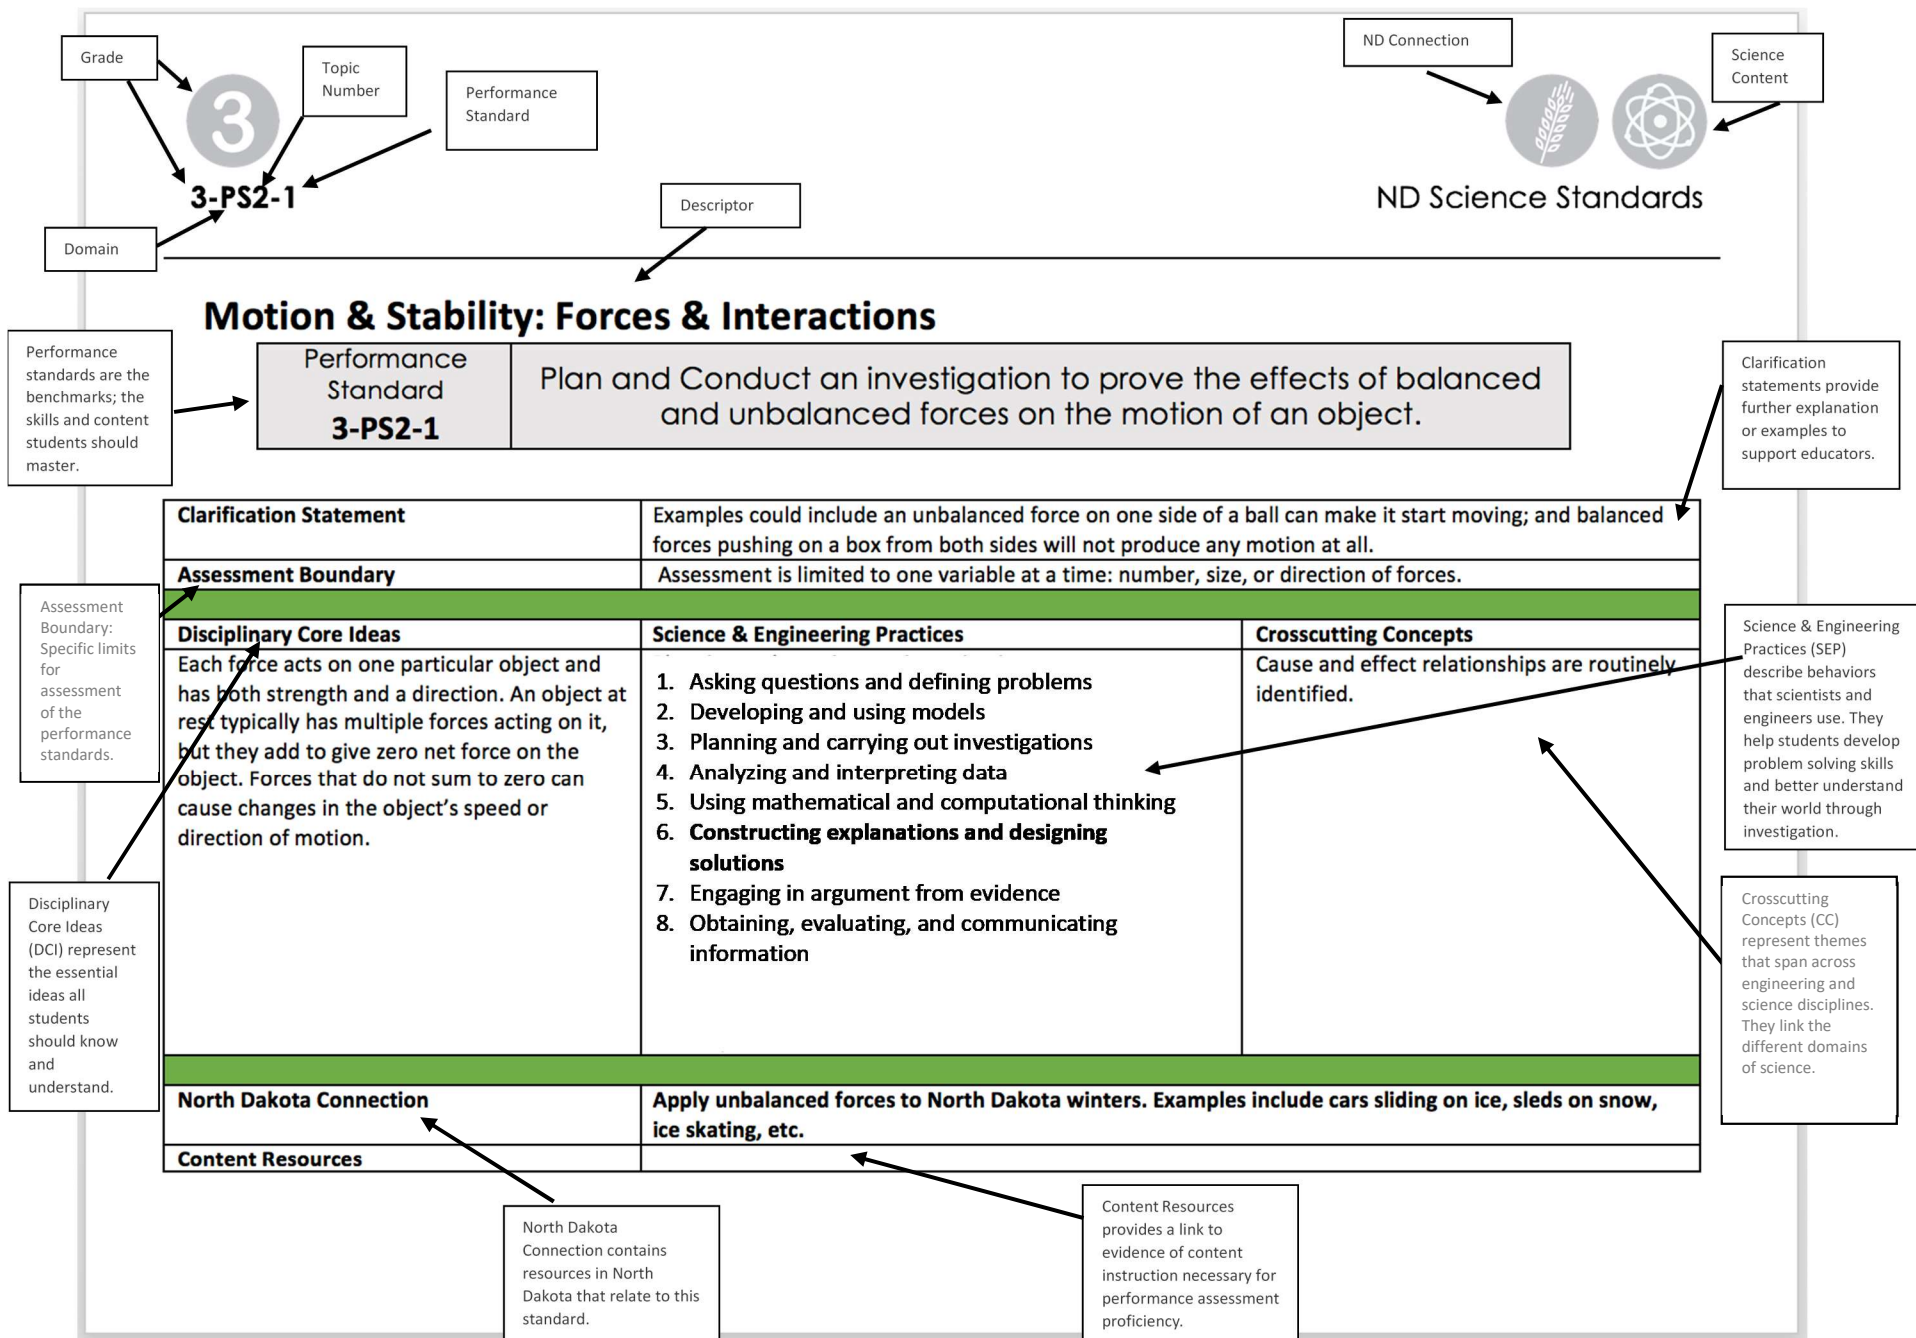 Grade
Topic
Number
Performance
Standard
ND Connection
Science
Content
3
3-PS2-1
ND Science Standards
Domain
Descriptor
Motion & Stability: Forces & Interactions
Performance
standards are the
benchmarks; the
skills and content
students should
master.
Performance
Standard
3-PS2-1
Plan and Conduct an investigation to prove the effects of balanced
and unbalanced forces on the motion of an object.
Clarification
statements provide
further explanation
or examples to
support educators.
Clarification Statement
Examples could include an unbalanced force on one side of a ball can make it start moving; and balanced
forces pushing on a box from both sides will not produce any motion at all.
Assessment Boundary
Assessment is limited to one variable at a time: number, size, or direction of forces.
Assessment
Boundary:
Specific limits
for
assessment
of the
performance
standards.
Disciplinary Core Ideas
Each force acts on one particular object and
has both strength and a direction. An object at
rest typically has multiple forces acting on it,
but they add to give zero net force on the
object. Forces that do not sum to zero can
cause changes in the object's speed or
direction of motion.
Science & Engineering Practices
1. Asking questions and defining problems
2. Developing and using models
3. Planning and carrying out investigations
4. Analyzing and interpreting data
5. Using mathematical and computational thinking
6. Constructing explanations and designing
solutions
7. Engaging in argument from evidence
8. Obtaining, evaluating, and communicating
information
Crosscutting Concepts
Cause and effect relationships are routinely
identified.
Science & Engineering
Practices (SEP)
describe behaviors
that scientists and
engineers use. They
help students develop
problem solving skills
and better understand
their world through
investigation.
Disciplinary
Core Ideas
(DCI) represent
the essential
ideas all
students
should know
and
understand.
Crosscutting
Concepts (CC)
represent themes
that span across
engineering and
science disciplines.
They link the
different domains
of science.
North Dakota Connection
Apply unbalanced forces to North Dakota winters. Examples include cars sliding on ice, sleds on snow,
ice skating, etc.
Content Resources
North Dakota
Connection contains
resources in North
Dakota that relate to this
standard.
Content Resources
provides a link to
evidence of content
instruction necessary for
performance assessment
proficiency.